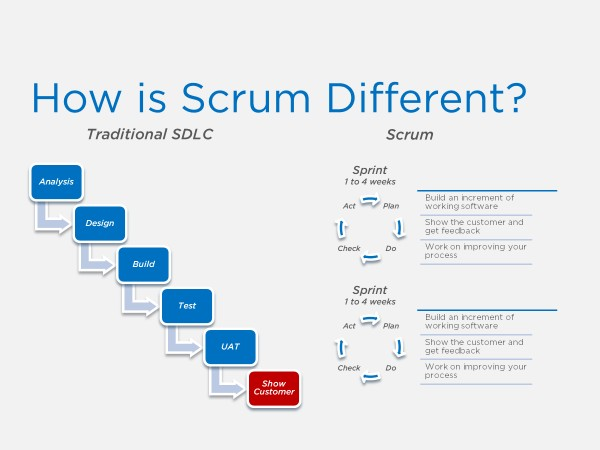 How is Scrum Different?
Traditional SDLC
Scrum
Analysis
Design
Build
Test
UAT
Show
Customer
Sprint
1 to 4 weeks
Act
Plan
Check
Do
Build an increment of
working software
Show the customer and
get feedback
Work on improving your
process
Sprint
1 to 4 weeks
Act
Plan
Check
Do
Build an increment of
working software
Show the customer and
get feedback
Work on improving your
process